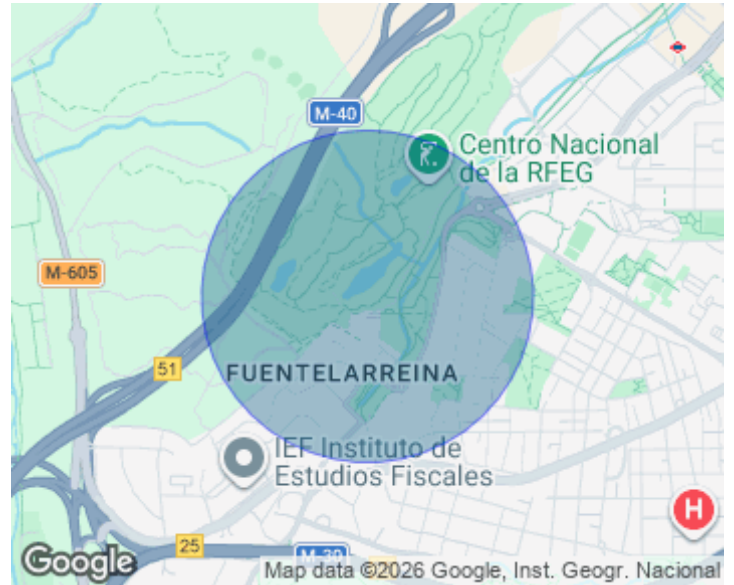 M-40
Centro Nacional
de la RFEG
M-605
51
FUENTELARREINA
IEF Instituto de
Estudios Fiscales
H
25
M-30
Google
Map data ©2026 Google, Inst. Geogr. Nacional